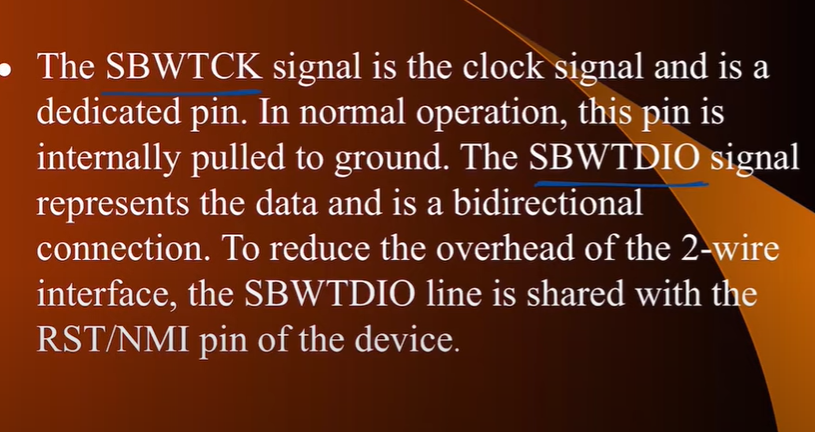 • The SBWTCK signal is the clock signal and is a
dedicated pin. In normal operation, this pin is
internally pulled to ground. The SBWTDIO signal
represents the data and is a bidirectional
connection. To reduce the overhead of the 2-wire
interface, the SBWTDIO line is shared with the
RST/NMI pin of the device.